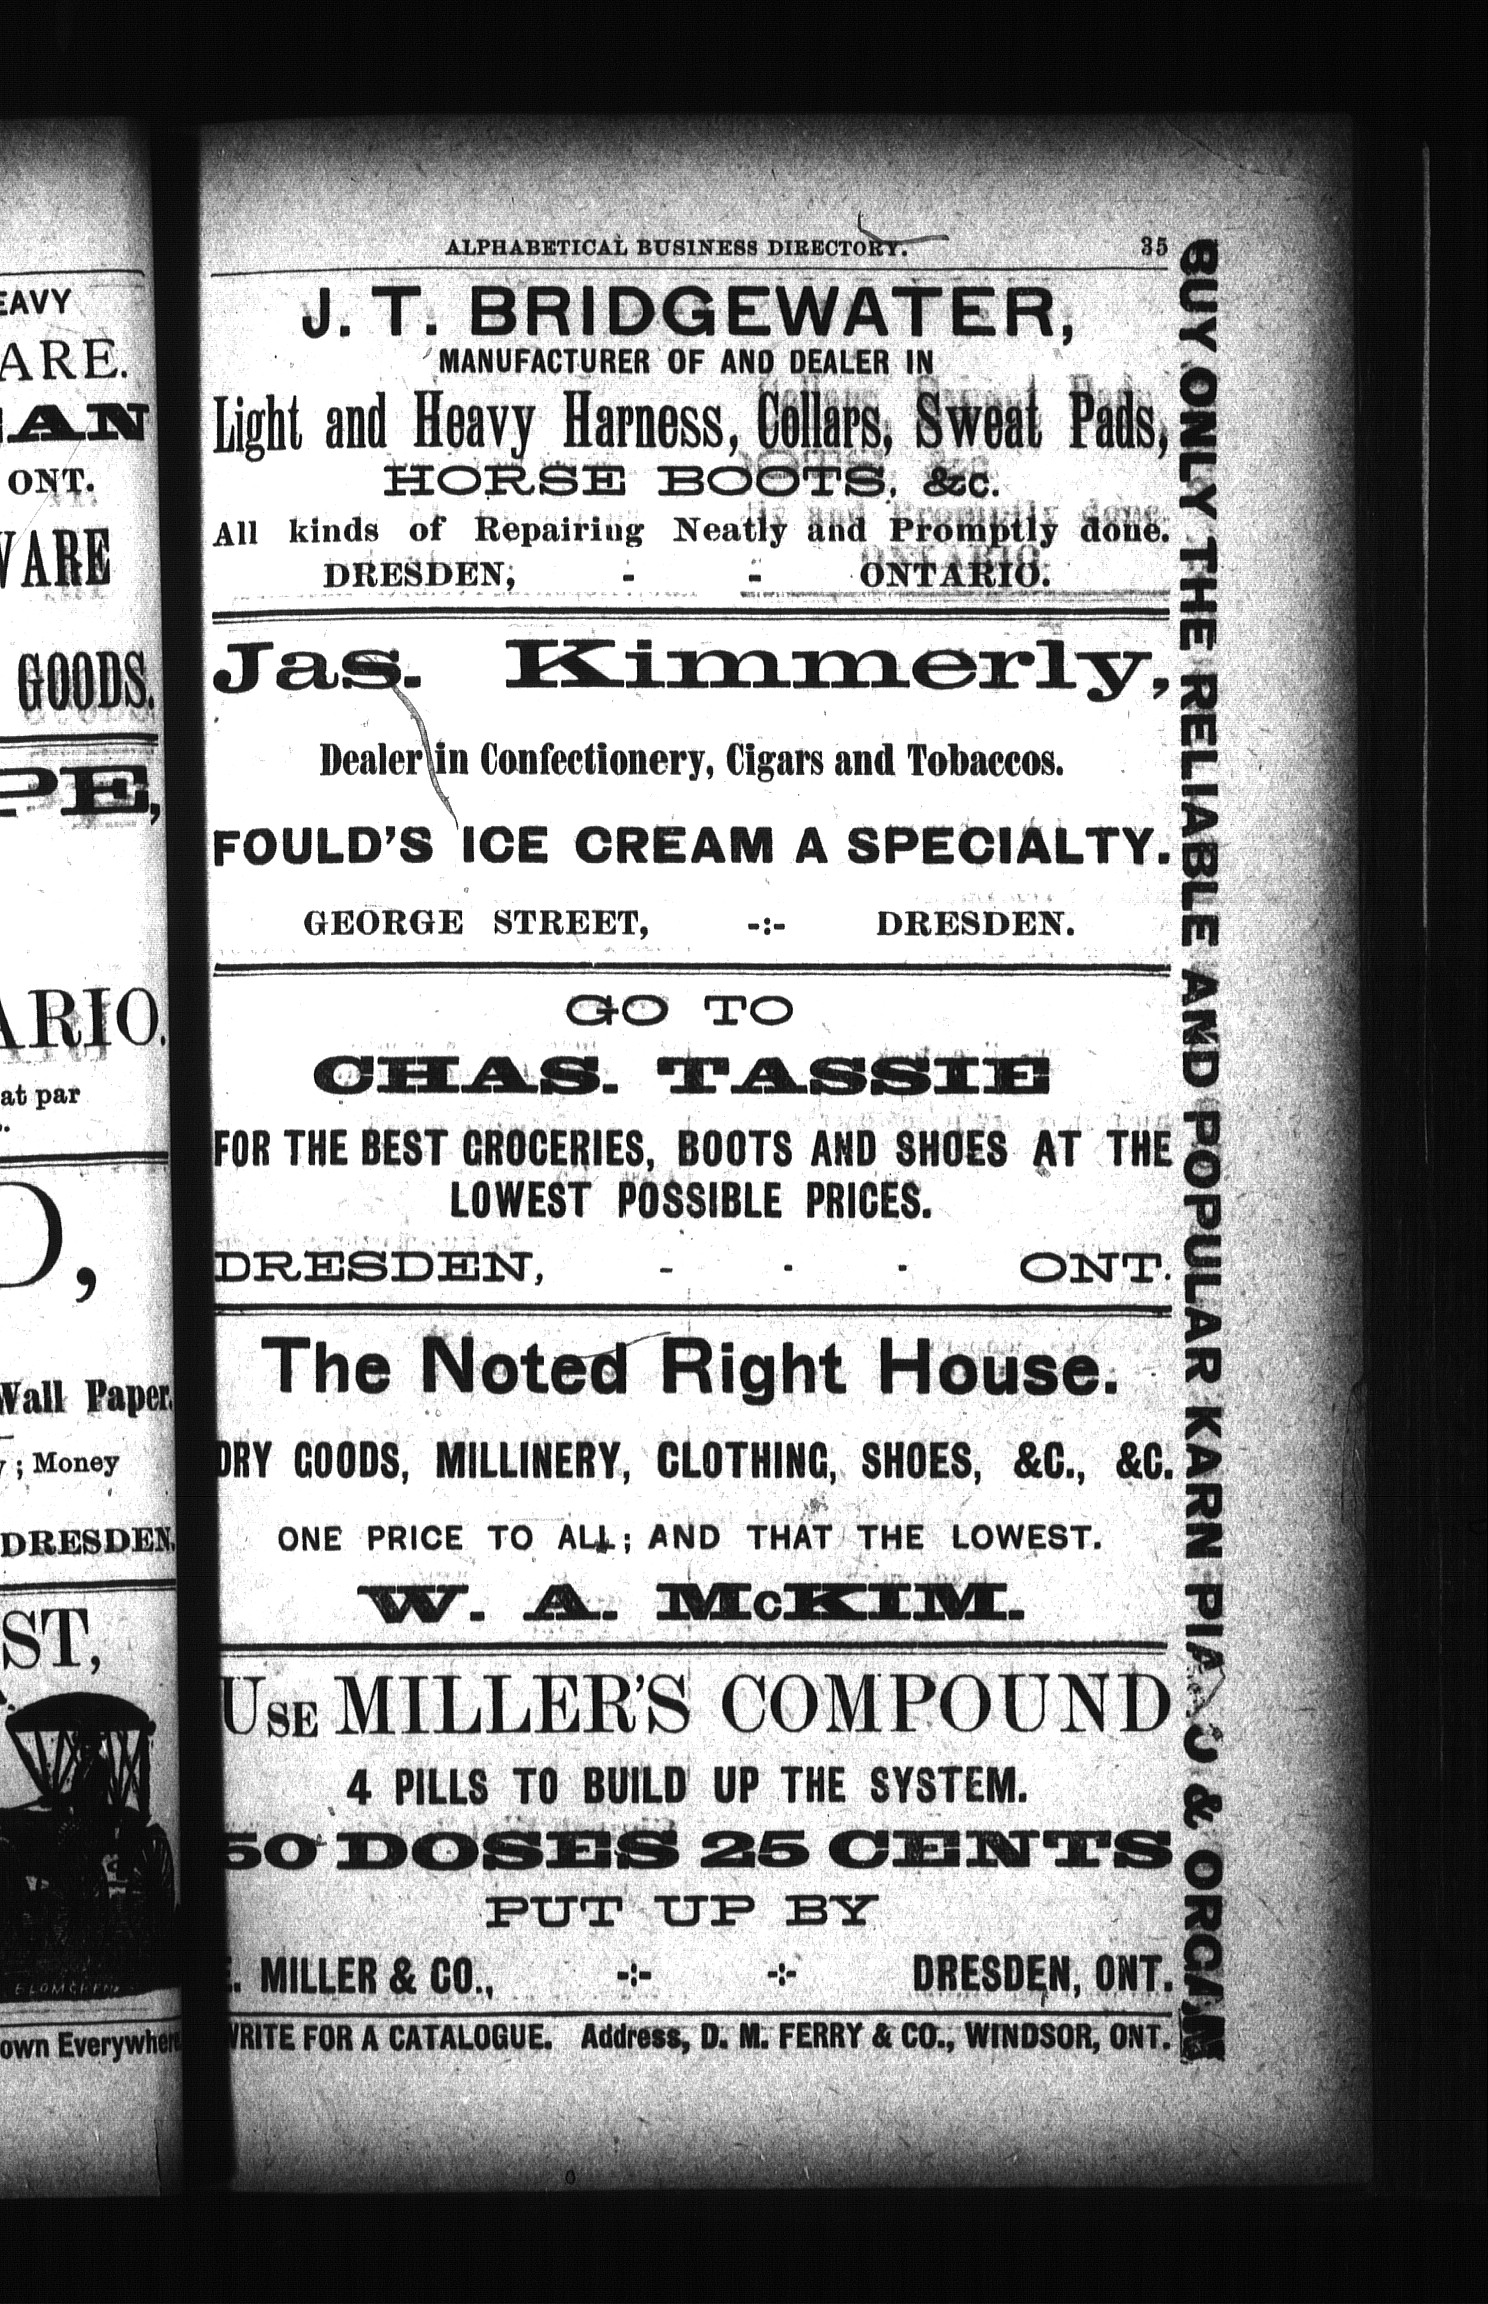 EAVY
ARE.
ONT.
WARE
GOODS.
PE,
ARIO.
at par
D,
Wall Paper.
; Money
DRESDEN.
ST,
own Everywhere
ALPHABETICAL BUSINESS DIRECTORY. 35
J. T. BRIDGEWATER,
MANUFACTURER OF AND DEALER IN
Light and Heavy Harness, Collars, Sweat Pads,
HORSE BOOTS, &c.
All kinds of Repairing Neatly and Promptly done.
DRESDEN, - - ONTARIO.
Jas. Kimmerly,
Dealer in Confectionery, Cigars and Tobaccos.
FOULD'S ICE CREAM A SPECIALTY.
GEORGE STREET, -:- DRESDEN.
GO TO
CHAS. TASSIE
FOR THE BEST GROCERIES, BOOTS AND SHOES AT THE
LOWEST POSSIBLE PRICES.
DRESDEN, - - - ONT.
The Noted Right House.
DRY GOODS, MILLINERY, CLOTHING, SHOES, &C., &C.
ONE PRICE TO ALL; AND THAT THE LOWEST.
W. A. McKIM.
USE MILLER'S COMPOUND
4 PILLS TO BUILD UP THE SYSTEM.
50 DOSES 25 CENTS
PUT UP BY
. MILLER & CO., -:- -:- DRESDEN, ONT.
WRITE FOR A CATALOGUE. Address, D. M. FERRY & CO., WINDSOR, ONT.
BUY ONLY THE RELIABLE AND POPULAR KARN PIANO & ORGAN